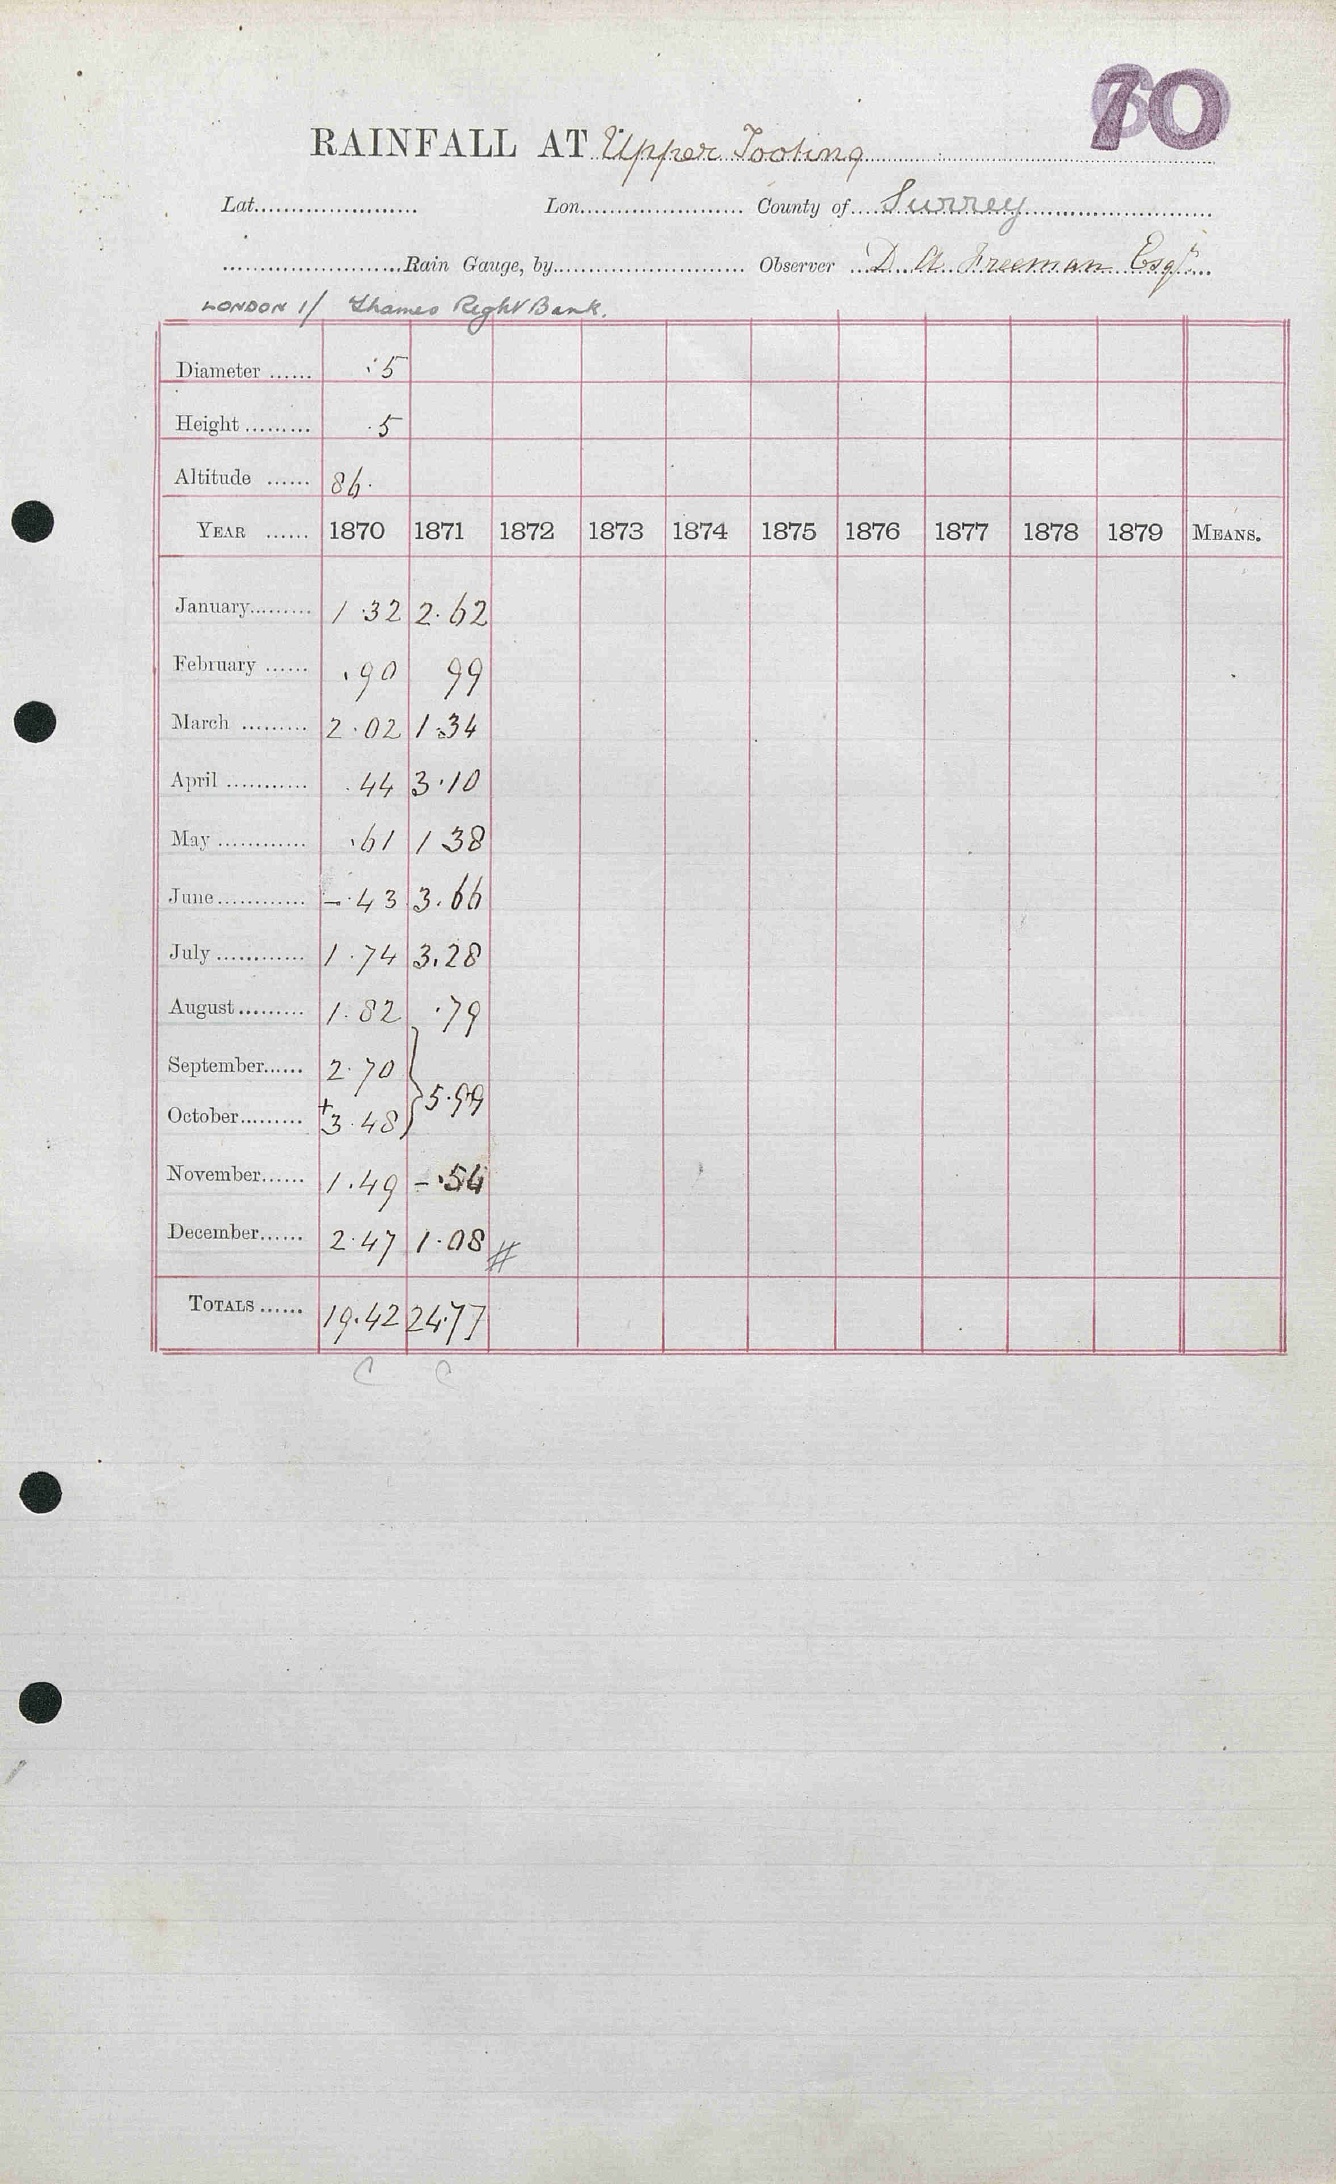 70
RAINFALL AT Upper Tooting
Lat. Lon. County of Surrey
Rain Gauge, by Observer D. A. Freeman Esqr
LONDON 1/ Thames Right Bank.
Diameter ...... 5
Height ......... .5
Altitude ...... 86.
YEAR ...... 1870 1871 1872 1873 1874 1875 1876 1877 1878 1879 MEANS.
January......... 1.32 2.62
February ...... .90 99
March ......... 2.02 1.34
April ............ .44 3.10
May ............ .61 1 38
June............ - .43 3.66
July ............ 1.74 3.28
August......... 1.82 .79
September...... 2.70
October......... +3.48 } 5.99
November...... 1.49 - .54
December...... 2.47 1.08 #
TOTALS ...... 19.42 24.77
C C